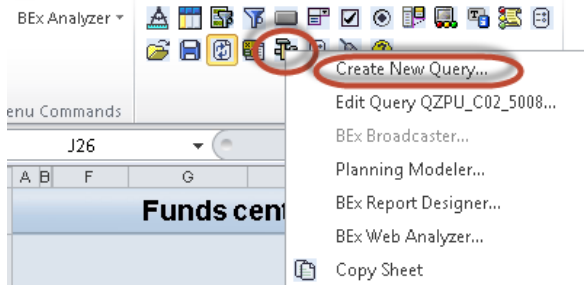 BEx Analyzer
Create New Query...
enu Commands
Edit Query QZPU_C02_5008...
BEx Broadcaster...
J26
Planning Modeler...
A B F G
BEx Report Designer...
Funds cent
BEx Web Analyzer...
Copy Sheet